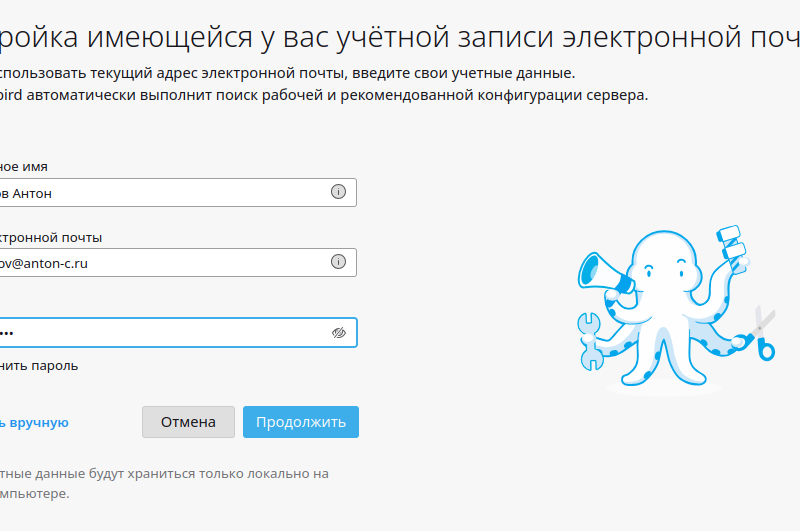 ройка имеющейся у вас учётной записи электронной поч
спользовать текущий адрес электронной почты, введите свои учетные данные.
bird автоматически выполнит поиск рабочей и рекомендованной конфигурации сервера.
ное имя
ов Антон
ктронной почты
ov@anton-c.ru
•••
нить пароль
ь вручную
Отмена
Продолжить
тные данные будут храниться только локально на
мпьютере.